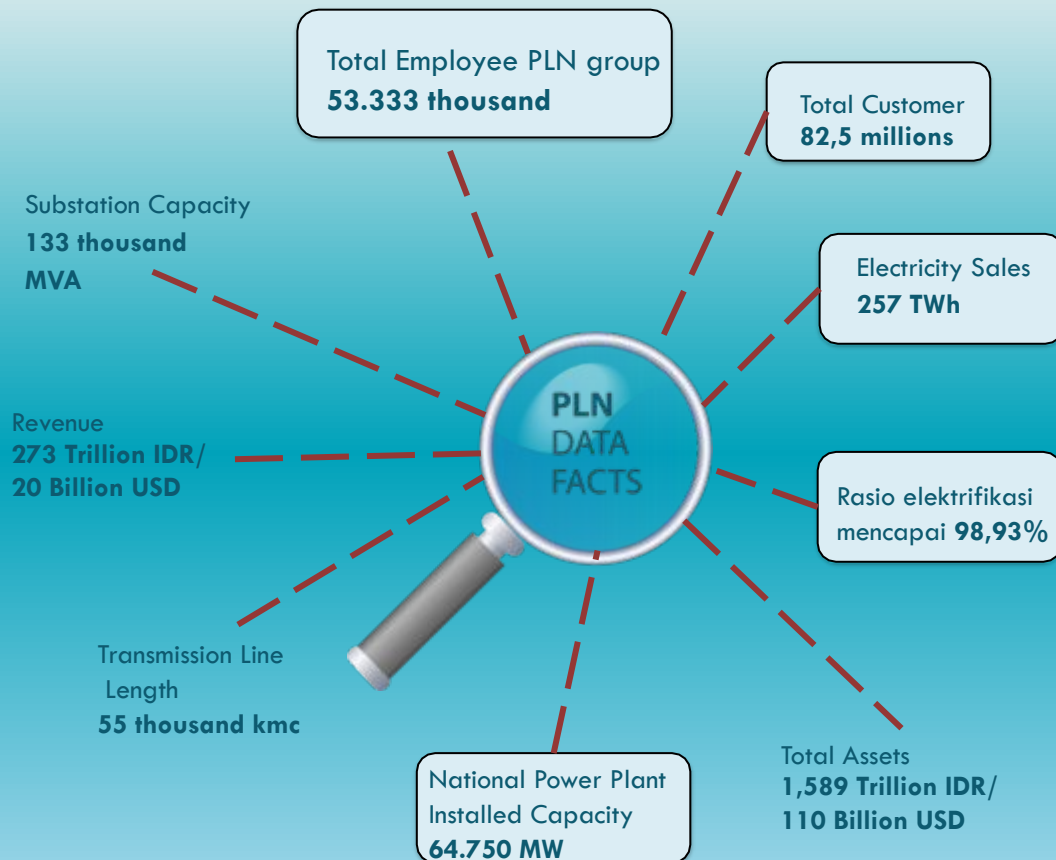 Total Employee PLN group
53.333 thousand
Total Customer
82,5 millions
Substation Capacity
133 thousand
MVA
Electricity Sales
257 TWh
PLN
DATA
FACTS
Revenue
273 Trillion IDR/
20 Billion USD
Rasio elektrifikasi
mencapai 98,93%
Transmission Line
Length
55 thousand kmc
National Power Plant
Installed Capacity
64.750 MW
Total Assets
1,589 Trillion IDR/
110 Billion USD